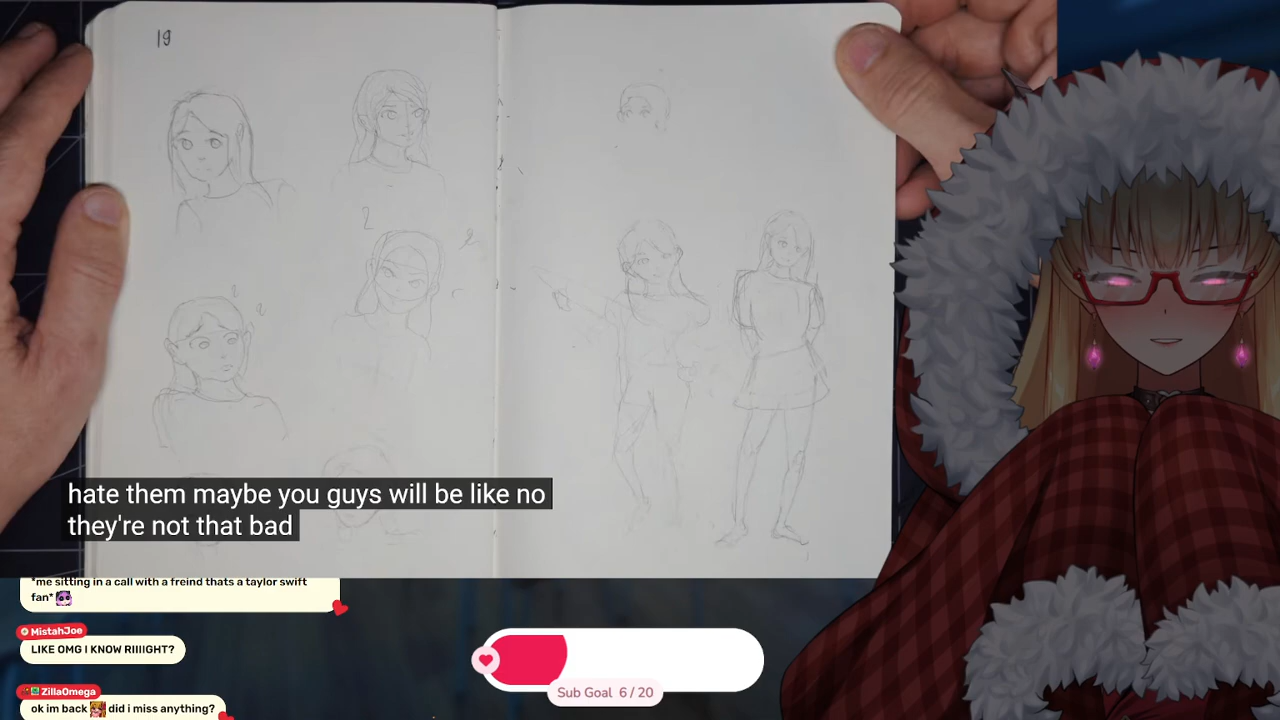 19
2
2
hate them maybe you guys will be like no
they're not that bad
*me sitting in a call with a freind thats a taylor swift
fan*
MistahJoe
LIKE OMG I KNOW RIIIIGHT?
ZillaOmega
ok im back did i miss anything?
Sub Goal 6 / 20